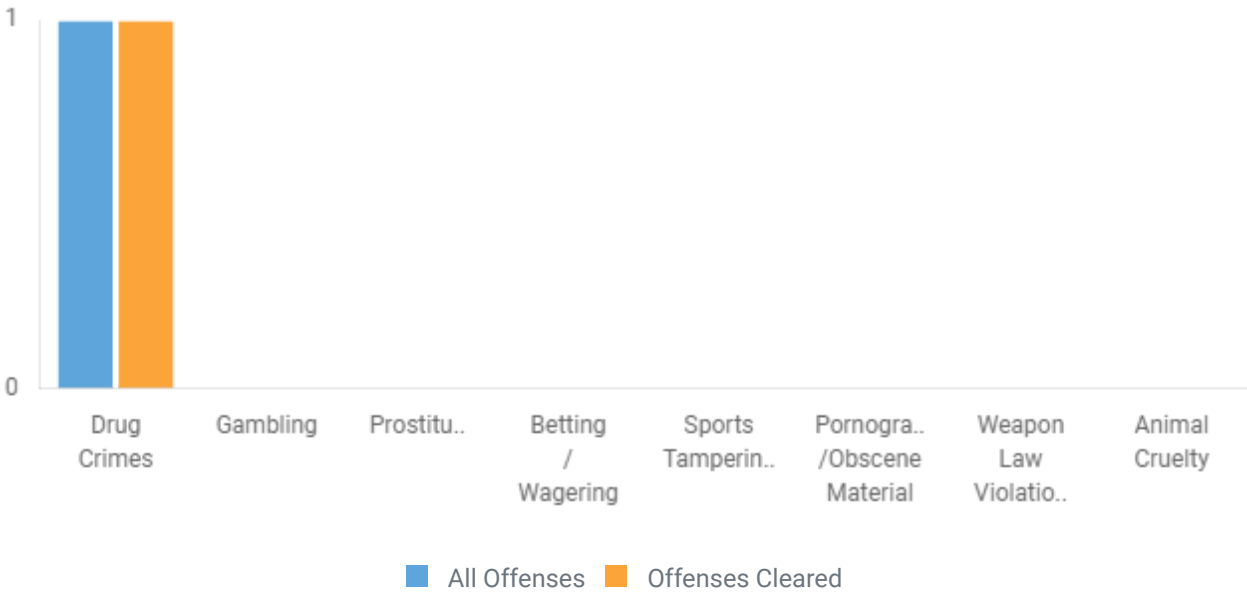 1
0
Drug
Crimes
Gambling
Prostitu..
Betting
/
Wagering
Sports
Tamperin..
Pornogra..
/Obscene
Material
Weapon
Law
Violatio..
Animal
Cruelty
All Offenses
Offenses Cleared